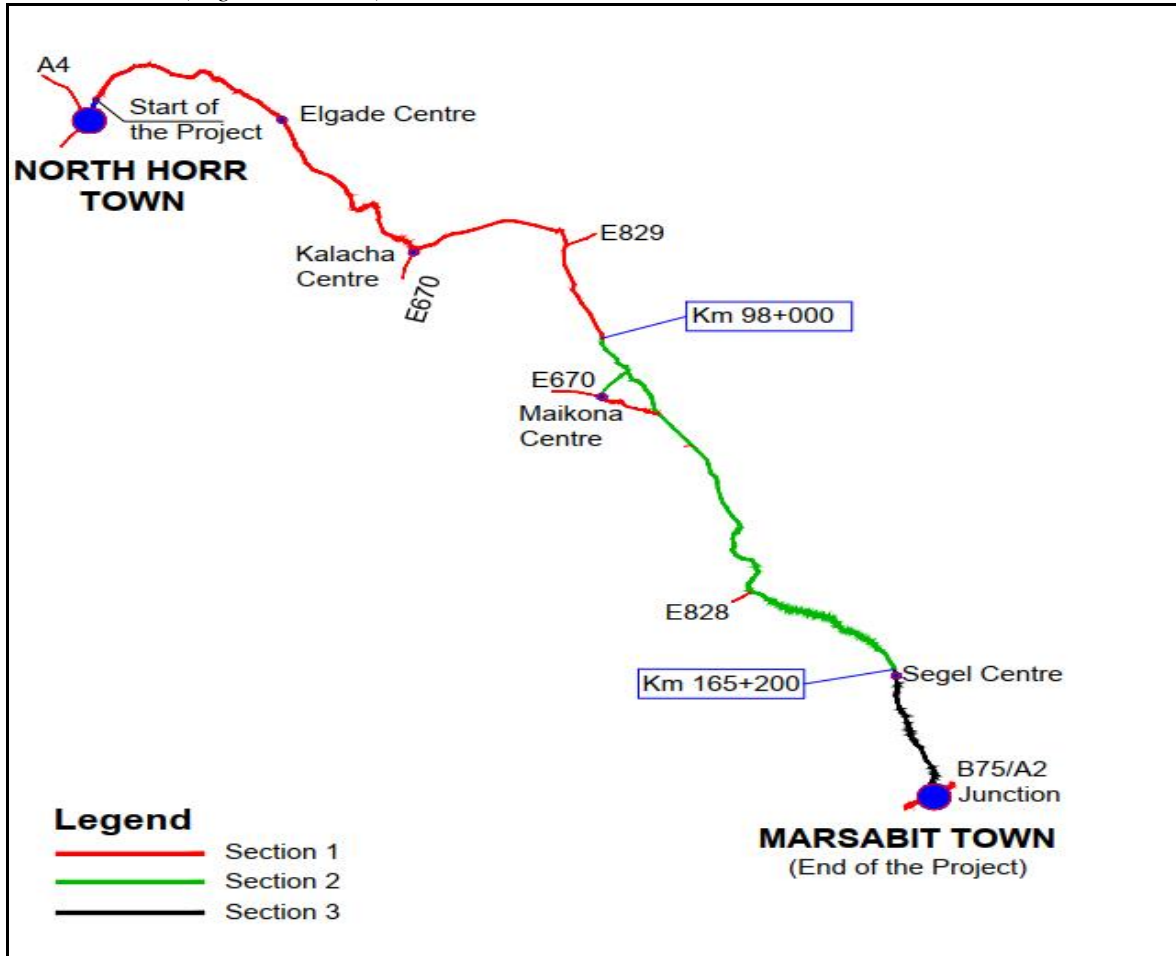 A4
Start of
the Project
Elgade Centre
NORTH HORR
TOWN
E829
Kalacha
Centre
E670
Km 98+000
E670
Maikona
Centre
E828
Segel Centre
Km 165+200
B75/A2
Junction
MARSABIT TOWN
(End of the Project)
Legend
Section 1
Section 2
Section 3